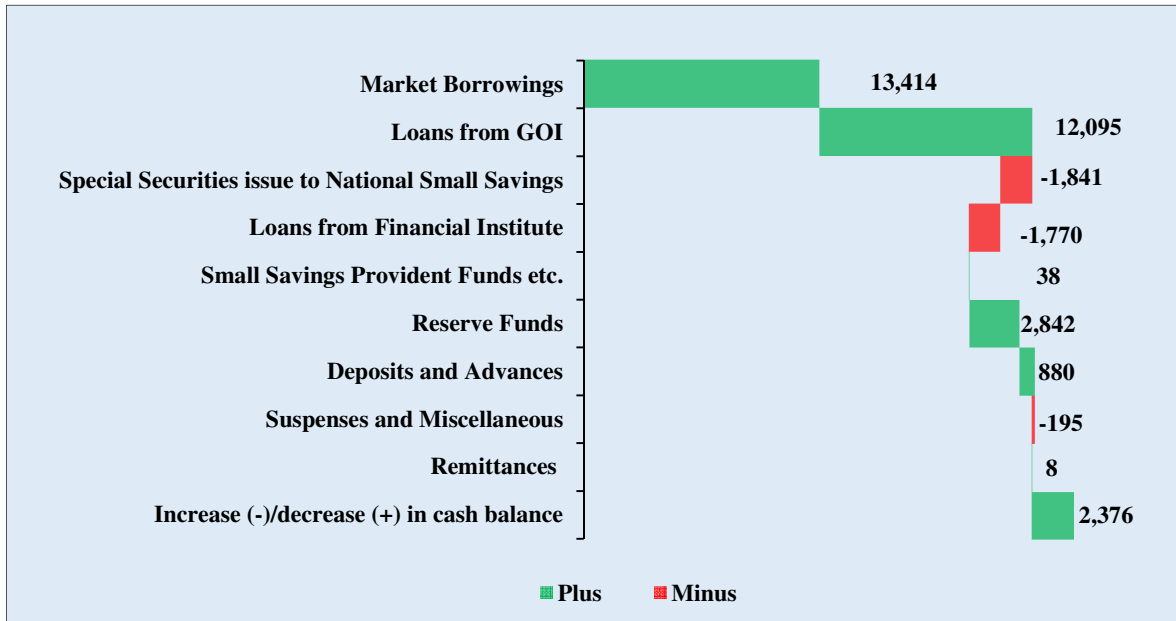 Market Borrowings 13,414
Loans from GOI 12,095
Special Securities issue to National Small Savings -1,841
Loans from Financial Institute -1,770
Small Savings Provident Funds etc. 38
Reserve Funds 2,842
Deposits and Advances 880
Suspenses and Miscellaneous -195
Remittances 8
Increase (-)/decrease (+) in cash balance 2,376
Plus Minus